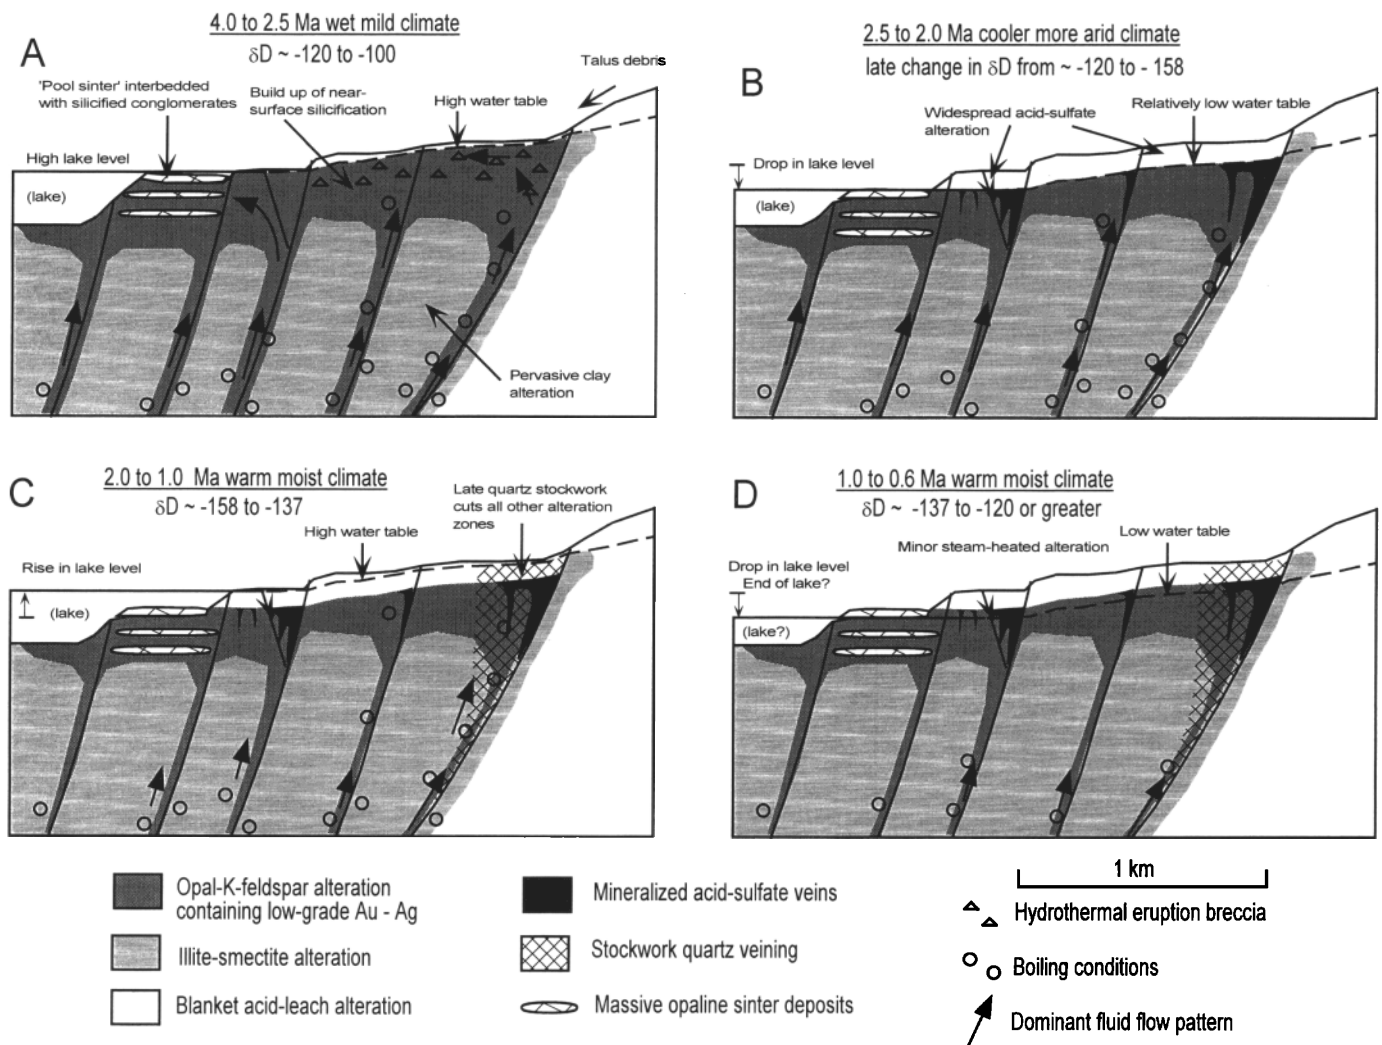 A
4.0 to 2.5 Ma wet mild climate
δD ~ -120 to -100
Talus debris
'Pool sinter' interbedded
with silicified conglomerates
Build up of near-
surface silicification
High water table
High lake level
(lake)
Pervasive clay
alteration
B
2.5 to 2.0 Ma cooler more arid climate
late change in δD from ~ -120 to - 158
Widespread acid-sulfate
alteration
Relatively low water table
Drop in lake level
(lake)
C
2.0 to 1.0 Ma warm moist climate
δD ~ -158 to -137
Late quartz stockwork
cuts all other alteration
zones
High water table
Rise in lake level
(lake)
D
1.0 to 0.6 Ma warm moist climate
δD ~ -137 to -120 or greater
Minor steam-heated alteration
Low water table
Drop in lake level
End of lake?
(lake?)
Opal-K-feldspar alteration
containing low-grade Au - Ag
Illite-smectite alteration
Blanket acid-leach alteration
Mineralized acid-sulfate veins
Stockwork quartz veining
Massive opaline sinter deposits
1 km
Hydrothermal eruption breccia
Boiling conditions
Dominant fluid flow pattern